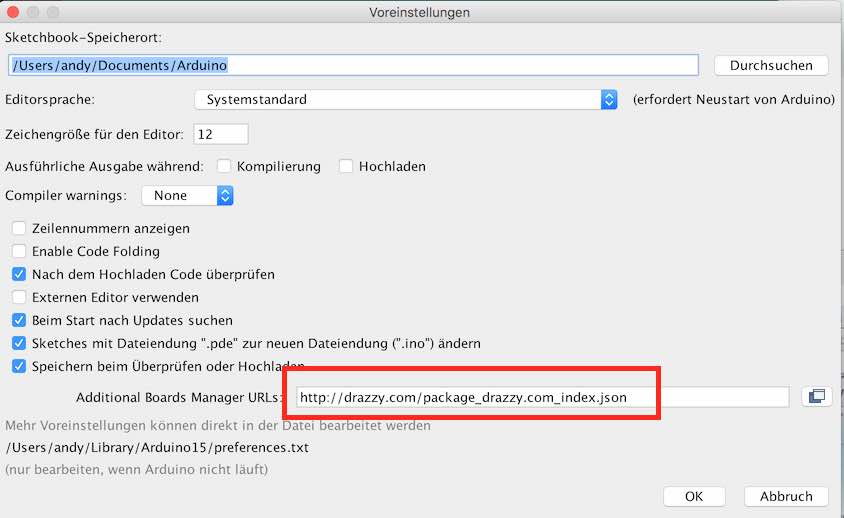 Voreinstellungen
Sketchbook-Speicherort:
/Users/andy/Documents/Arduino Durchsuchen
Editorsprache: Systemstandard (erfordert Neustart von Arduino)
Zeichengröße für den Editor: 12
Ausführliche Ausgabe während: Kompilierung Hochladen
Compiler warnings: None
Zeilennummern anzeigen
Enable Code Folding
Nach dem Hochladen Code überprüfen
Externen Editor verwenden
Beim Start nach Updates suchen
Sketches mit Dateiendung ".pde" zur neuen Dateiendung (".ino") ändern
Speichern beim Überprüfen oder Hochladen
Additional Boards Manager URLs: http://drazzy.com/package_drazzy.com_index.json
Mehr Voreinstellungen können direkt in der Datei bearbeitet werden
/Users/andy/Library/Arduino15/preferences.txt
(nur bearbeiten, wenn Arduino nicht läuft)
OK Abbruch